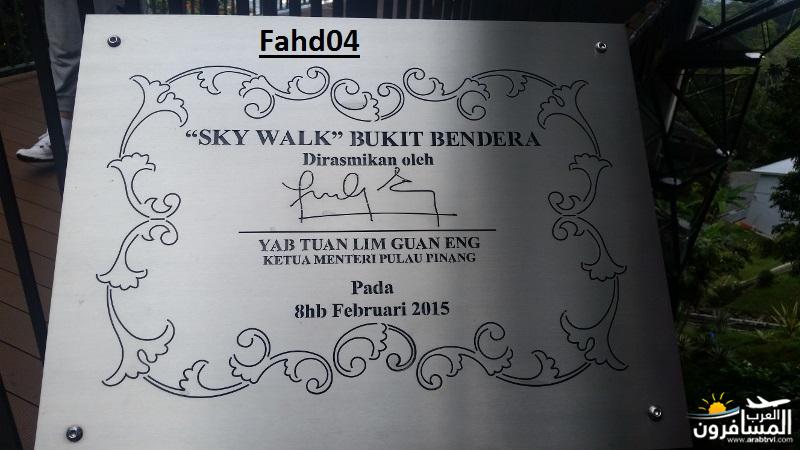 Fahd04
“SKY WALK” BUKIT BENDERA
Dirasmikan oleh
YAB TUAN LIM GUAN ENG
KETUA MENTERI PULAU PINANG
Pada
8hb Februari 2015
العرب
المسافرون
www.arabtrvl.com